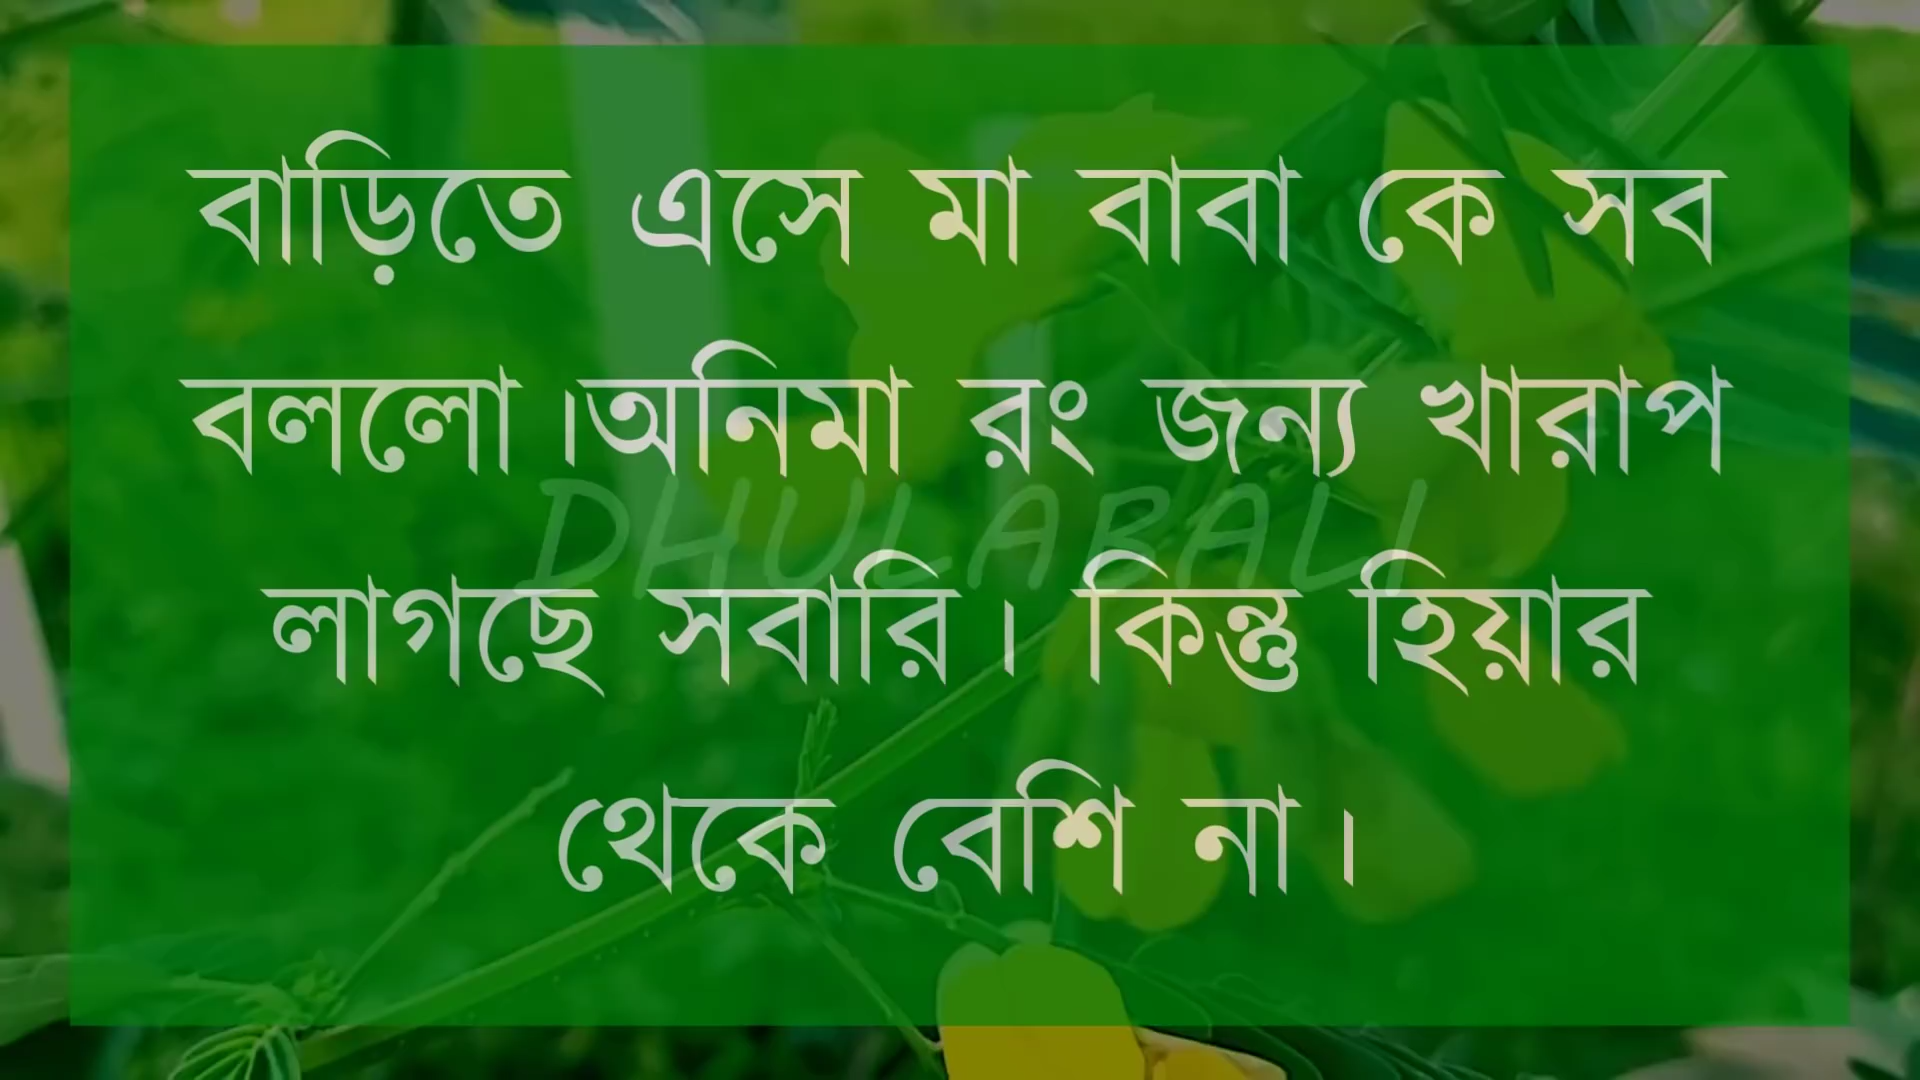 বাড়িতে এসে মা বাবা কে সব
বললো।অনিমা রং জন্য খারাপ
DHULABALI
লাগছে সবারি। কিন্তু হিয়ার
থেকে বেশি না।